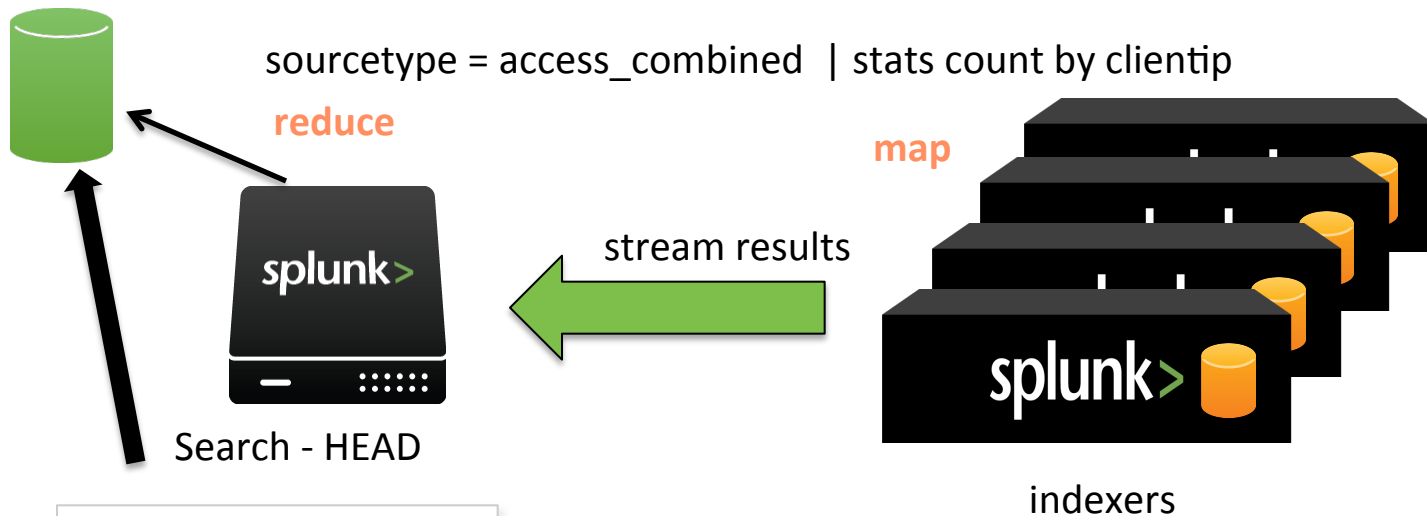 sourcetype = access_combined | stats count by clientip
reduce
map
stream results
splunk>
splunk>
Search - HEAD
indexers